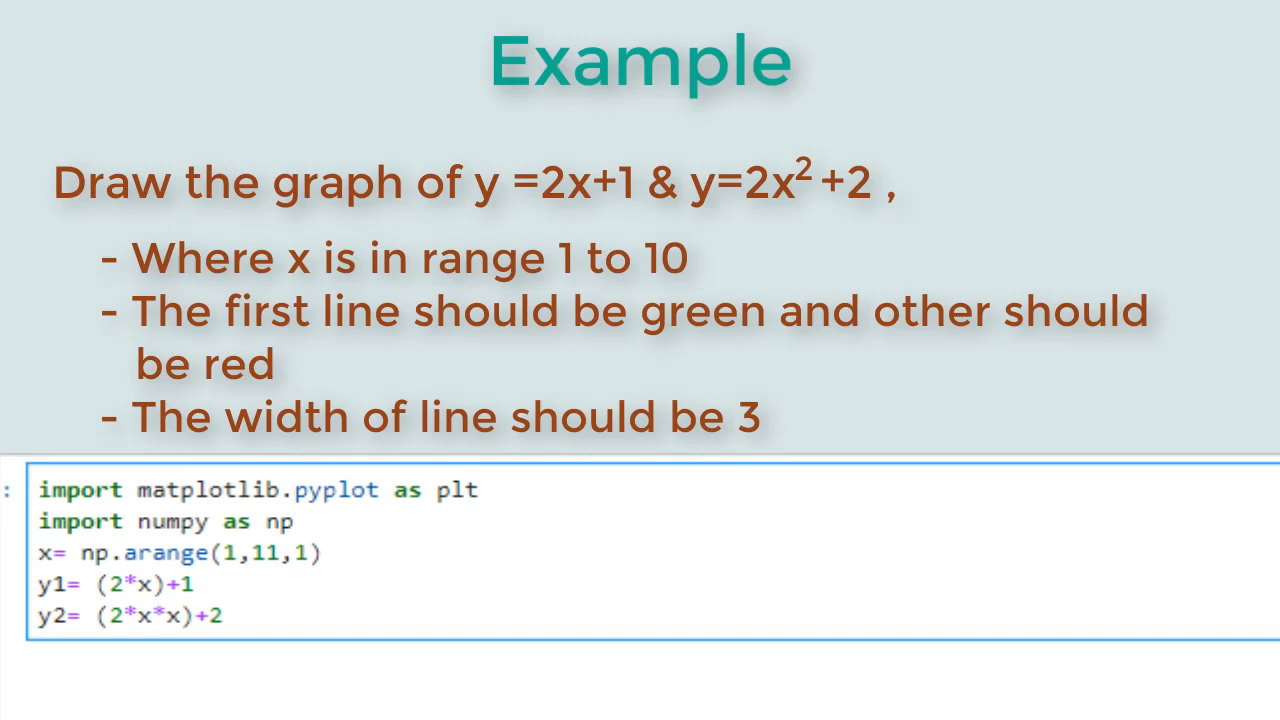 Example
Draw the graph of y =2x+1 & y=2x² +2 ,
- Where x is in range 1 to 10
- The first line should be green and other should
be red
- The width of line should be 3
: import matplotlib.pyplot as plt
import numpy as np
x= np.arange(1,11,1)
y1= (2*x)+1
y2= (2*x*x)+2